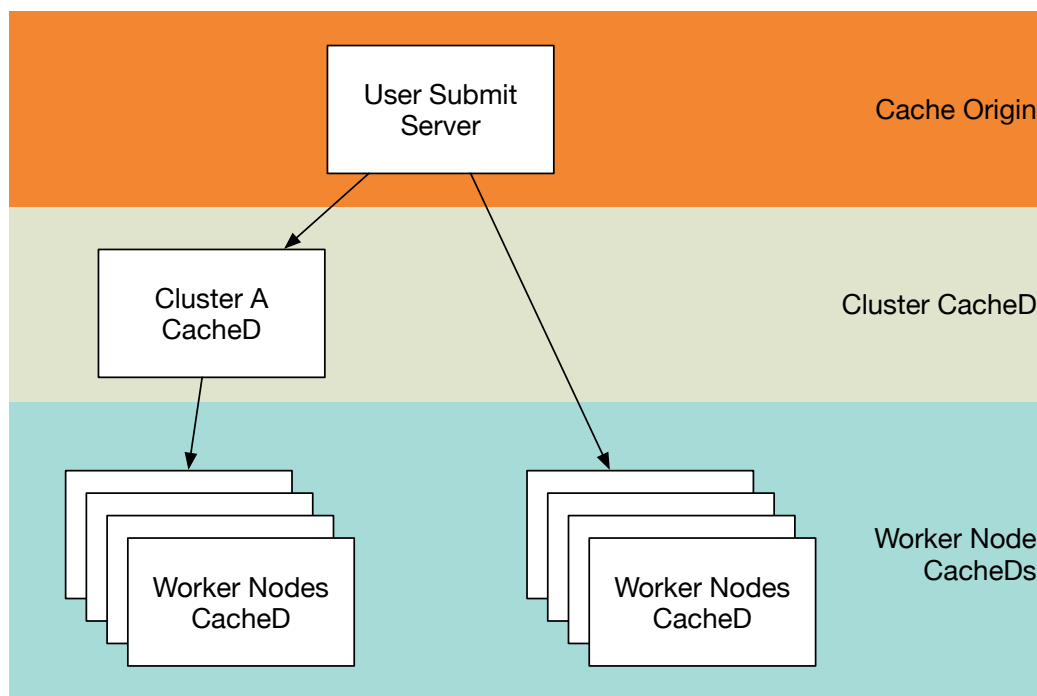 User Submit
Server
Cache Origin
Cluster A
CacheD
Cluster CacheD
Worker Nodes
CacheD
Worker Nodes
CacheD
Worker Node
CacheDs